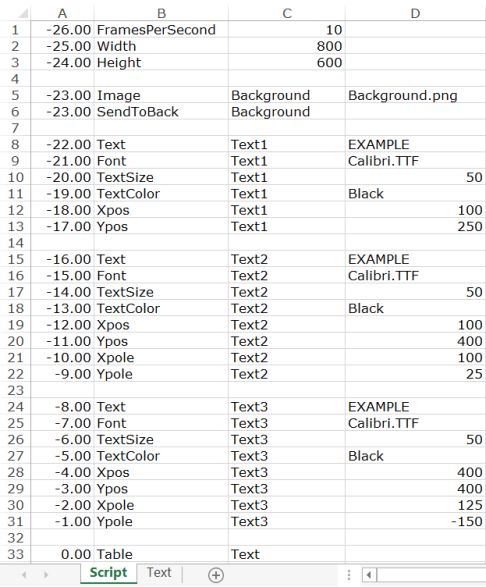 A B C D
1 -26.00 FramesPerSecond 10
2 -25.00 Width 800
3 -24.00 Height 600
4
5 -23.00 Image Background Background.png
6 -23.00 SendToBack Background
7
8 -22.00 Text Text1 EXAMPLE
9 -21.00 Font Text1 Calibri.TTF
10 -20.00 TextSize Text1 50
11 -19.00 TextColor Text1 Black
12 -18.00 Xpos Text1 100
13 -17.00 Ypos Text1 250
14
15 -16.00 Text Text2 EXAMPLE
16 -15.00 Font Text2 Calibri.TTF
17 -14.00 TextSize Text2 50
18 -13.00 TextColor Text2 Black
19 -12.00 Xpos Text2 100
20 -11.00 Ypos Text2 400
21 -10.00 Xpole Text2 100
22 -9.00 Ypole Text2 25
23
24 -8.00 Text Text3 EXAMPLE
25 -7.00 Font Text3 Calibri.TTF
26 -6.00 TextSize Text3 50
27 -5.00 TextColor Text3 Black
28 -4.00 Xpos Text3 400
29 -3.00 Ypos Text3 400
30 -2.00 Xpole Text3 125
31 -1.00 Ypole Text3 -150
32
33 0.00 Table Text
Script Text